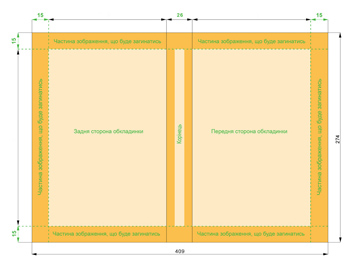 15 26 15
15 Частина зображення, що буде загинатись Частина зображення, що буде загинатись
Частина зображення, що буде загинатись
Задня сторона обкладинки
Корінець
Передня сторона обкладинки
Частина зображення, що буде загинатись
274
15 Частина зображення, що буде загинатись Частина зображення, що буде загинатись
409